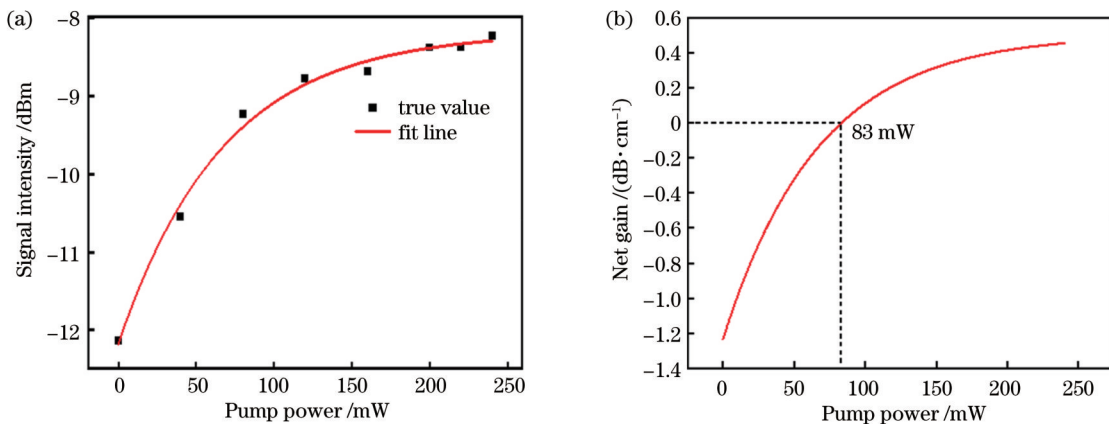 (a)
−8
−9
−10
−11
−12
Signal intensity /dBm
true value
fit line
0 50 100 150 200 250
Pump power /mW
(b)
0.6
0.4
0.2
0
−0.2
−0.4
−0.6
−0.8
−1.0
−1.2
−1.4
Net gain /(dB·cm⁻¹)
83 mW
0 50 100 150 200 250
Pump power /mW